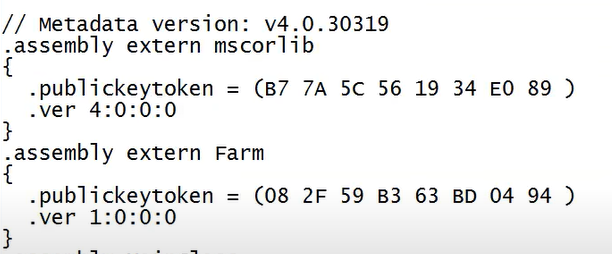 // Metadata version: v4.0.30319
.assembly extern mscorlib
{
  .publickeytoken = (B7 7A 5C 56 19 34 E0 89 )
  .ver 4:0:0:0
}
.assembly extern Farm
{
  .publickeytoken = (08 2F 59 B3 63 BD 04 94 )
  .ver 1:0:0:0
}